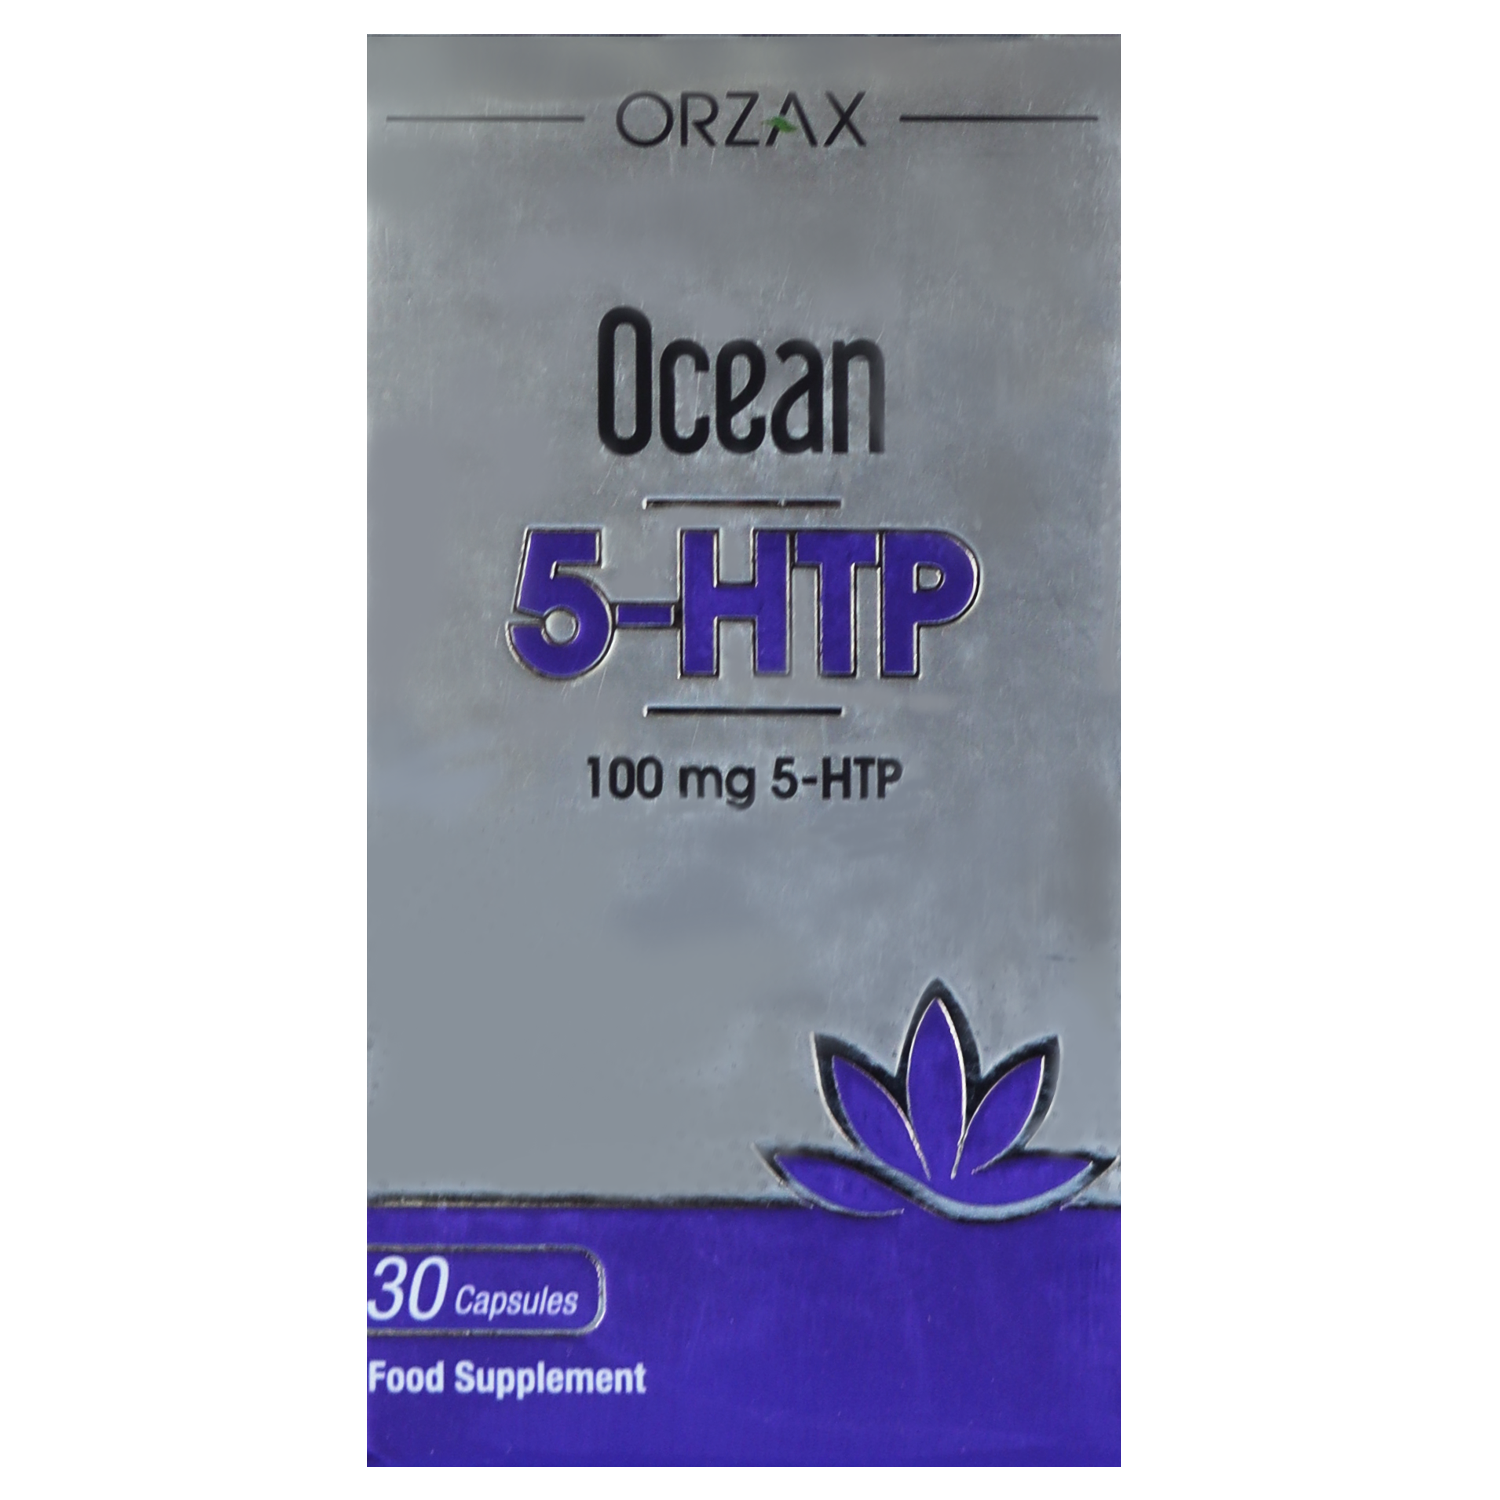 ORZAX
Ocean
5-HTP
100 mg 5-HTP
30 Capsules
Food Supplement